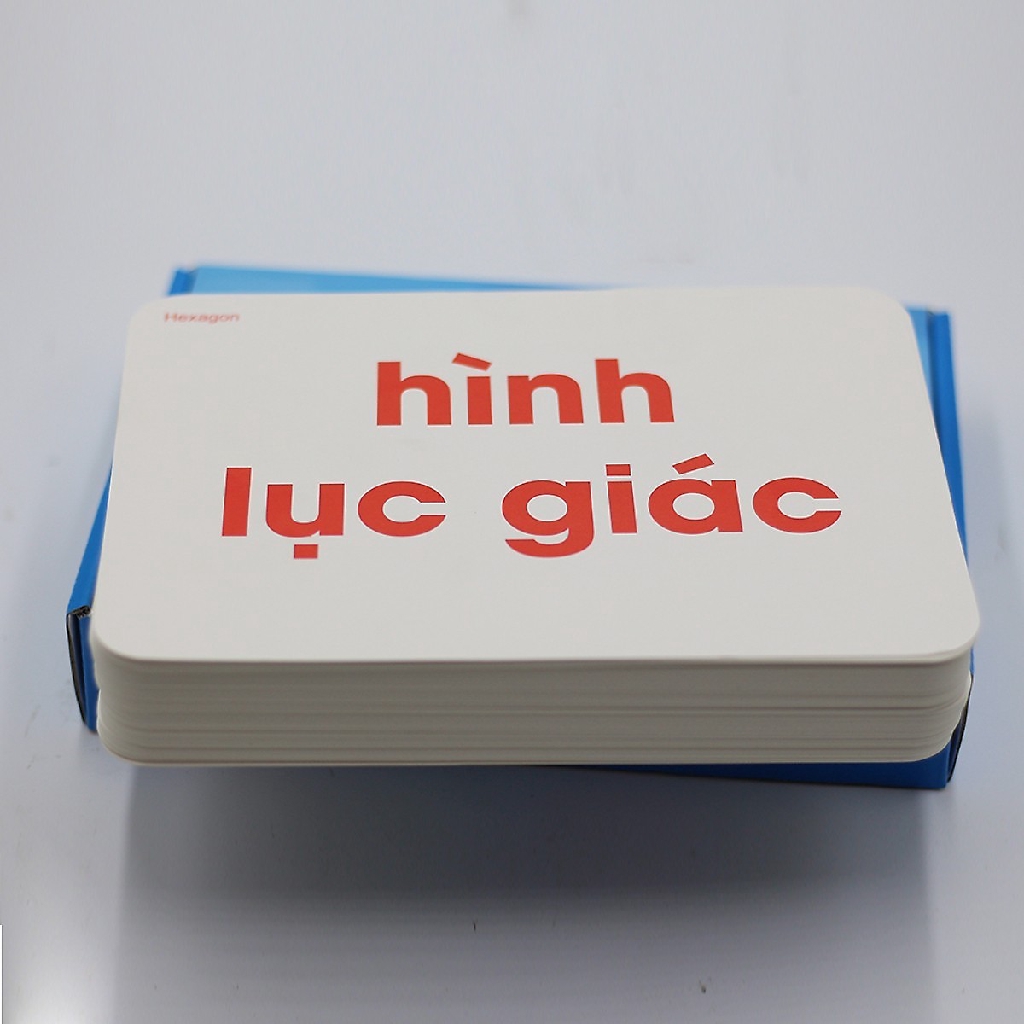 Hexagon
hình
lục giác